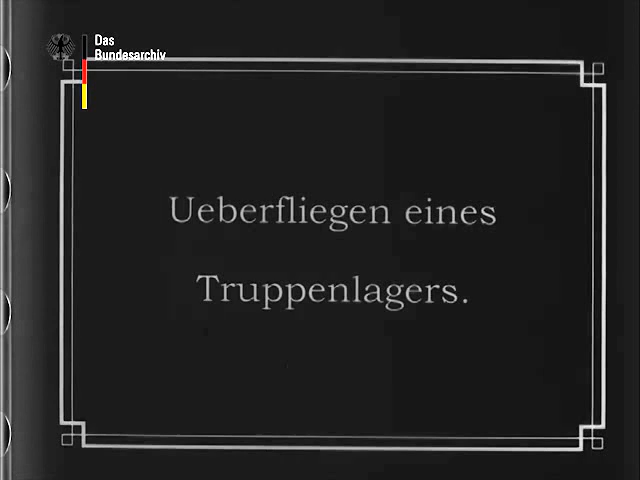 Das
Bundesarchiv
Ueberfliegen eines
Truppenlagers.